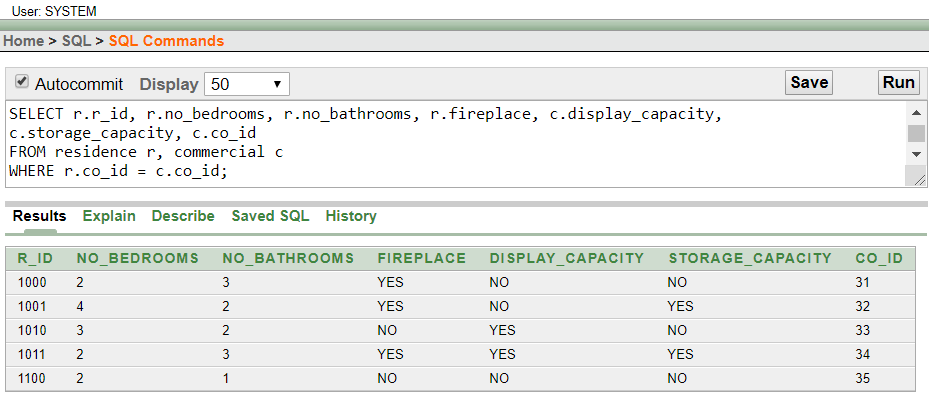 User: SYSTEM
Home > SQL > SQL Commands
Autocommit Display 50 Save Run
SELECT r.r_id, r.no_bedrooms, r.no_bathrooms, r.fireplace, c.display_capacity,
c.storage_capacity, c.co_id
FROM residence r, commercial c
WHERE r.co_id = c.co_id;
Results Explain Describe Saved SQL History
R_ID NO_BEDROOMS NO_BATHROOMS FIREPLACE DISPLAY_CAPACITY STORAGE_CAPACITY CO_ID
1000 2 3 YES NO NO 31
1001 4 2 YES NO YES 32
1010 3 2 NO YES NO 33
1011 2 3 YES YES YES 34
1100 2 1 NO NO NO 35